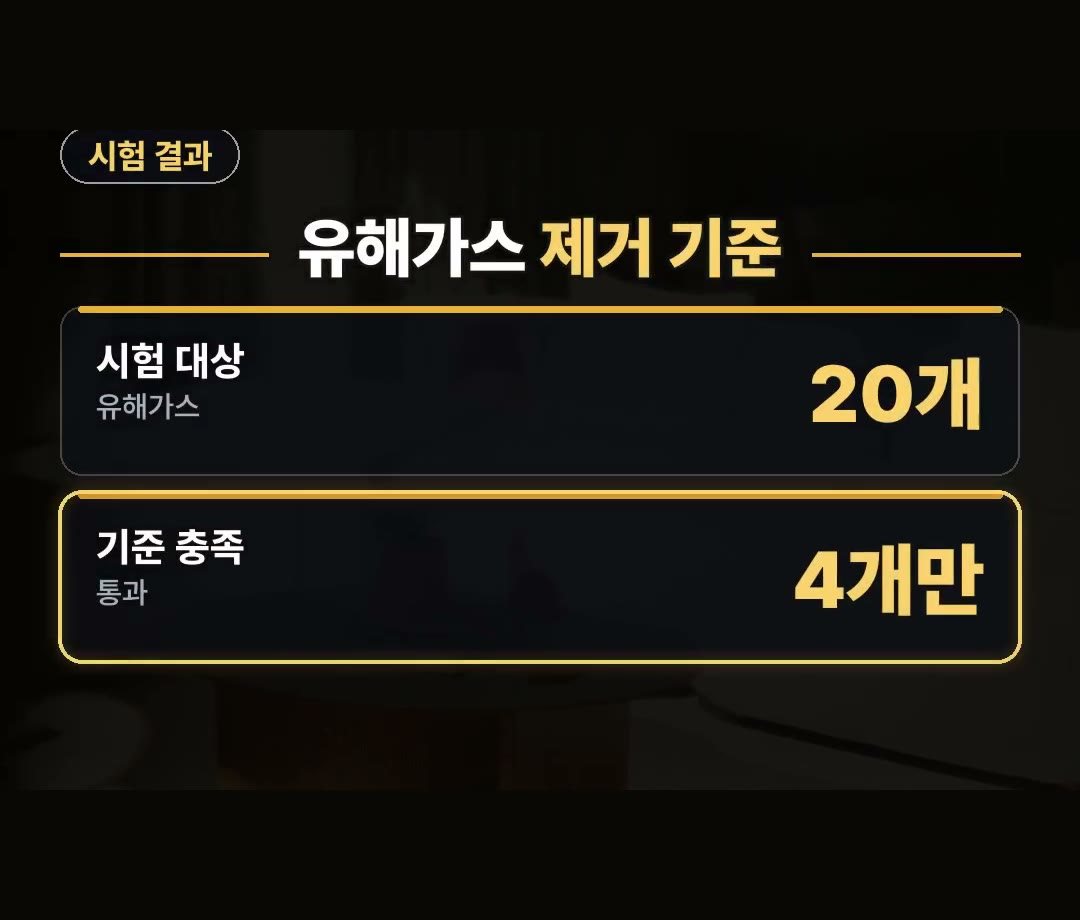 시험 결과
유해가스 제거 기준
시험 대상
유해가스
20개
기준 충족
통과
4개만